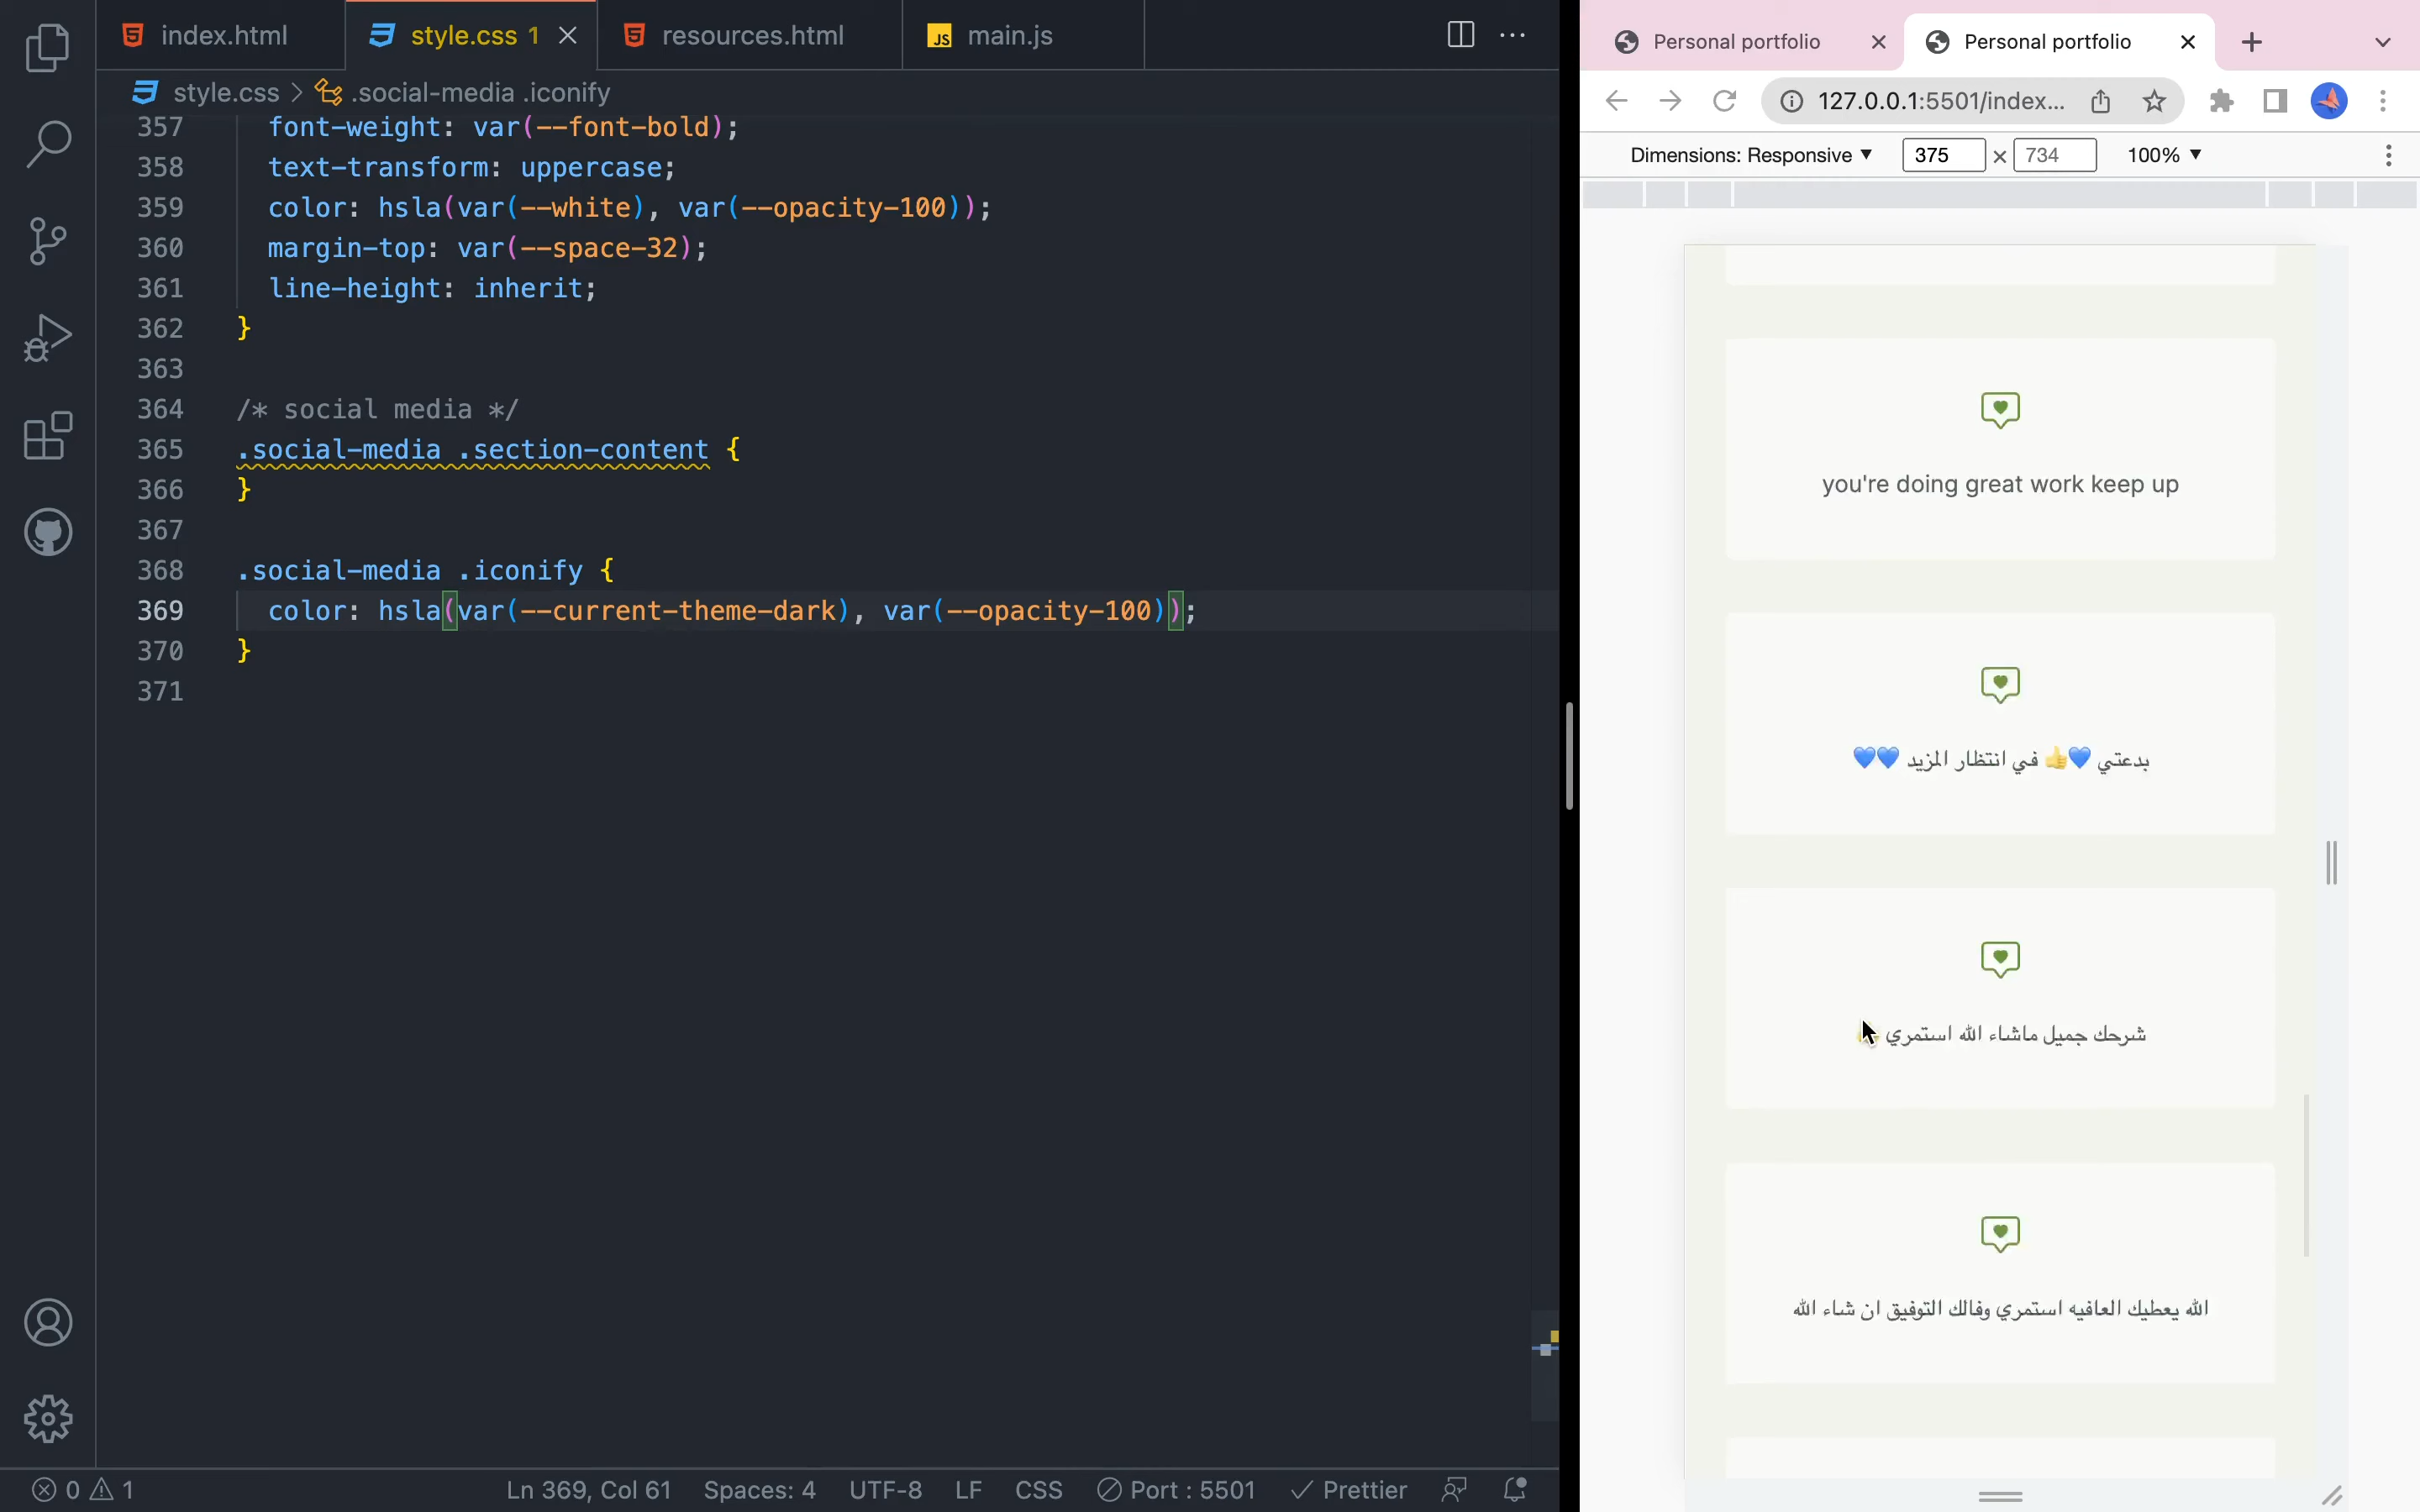 index.html
style.css 1
resources.html
main.js
style.css > .social-media .iconify
357 font-weight: var(--font-bold);
358 text-transform: uppercase;
359 color: hsla(var(--white), var(--opacity-100));
360 margin-top: var(--space-32);
361 line-height: inherit;
362 }
363
364 /* social media */
365 .social-media .section-content {
366 }
367
368 .social-media .iconify {
369 color: hsla(var(--current-theme-dark), var(--opacity-100));
370 }
371
0 1
Ln 369, Col 61 Spaces: 4 UTF-8 LF CSS Port : 5501 Prettier
Personal portfolio
Personal portfolio
127.0.0.1:5501/index...
Dimensions: Responsive 375 × 734 100%
you're doing great work keep up
بدعتي 💙👍 في انتظار المزيد 💙💙
شرحك جميل ماشاء الله استمري
الله يعطيك العافيه استمري وفالك التوفيق ان شاء الله